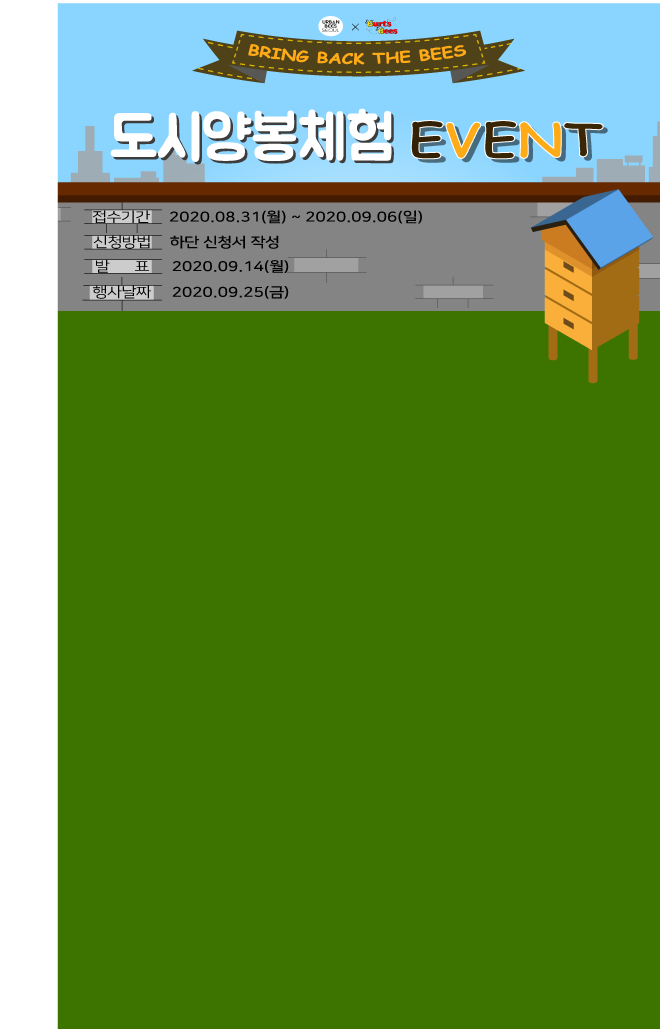 URBAN
BEES
SEOUL
×
Burt's
Bees
BRING BACK THE BEES
도시양봉체험 EVENT
접수기간 2020.08.31(월) ~ 2020.09.06(일)
신청방법 하단 신청서 작성
발 표 2020.09.14(월)
행사날짜 2020.09.25(금)